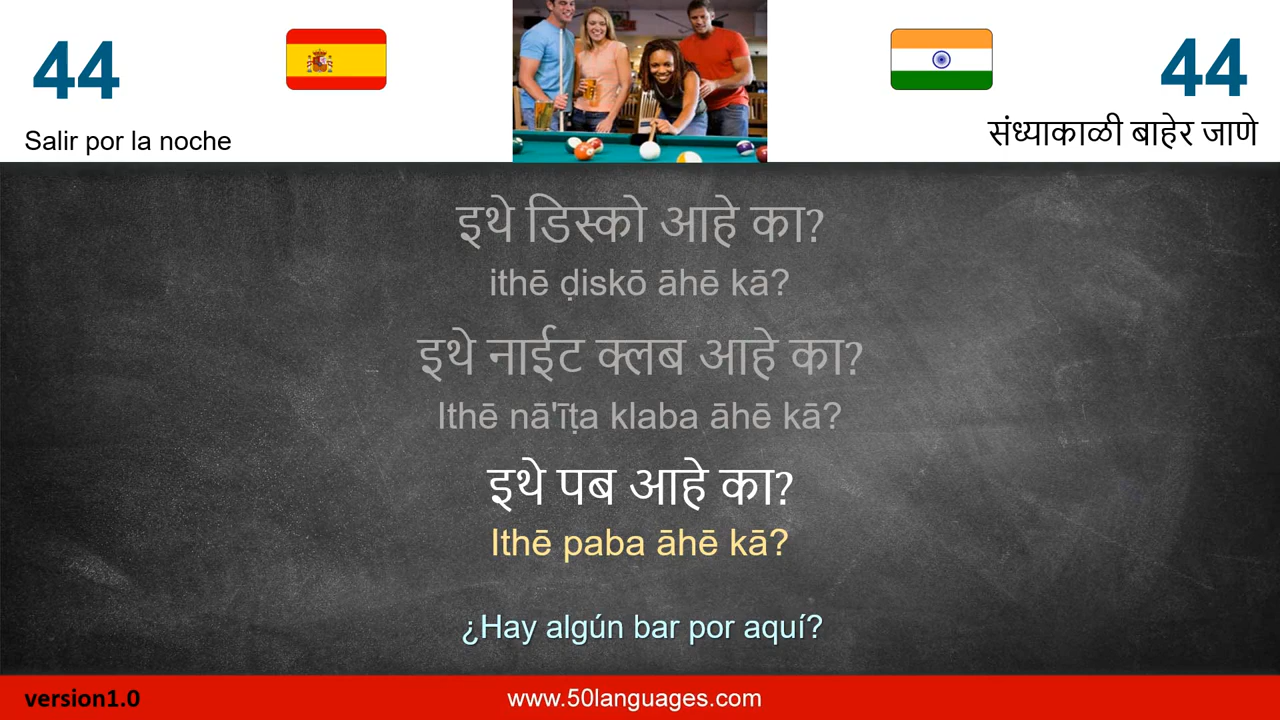 44
Salir por la noche
44
संध्याकाळी बाहेर जाणे
इथे डिस्को आहे का?
ithē ḍiskō āhē kā?
इथे नाईट क्लब आहे का?
Ithē nā'īṭa klaba āhē kā?
इथे पब आहे का?
Ithē paba āhē kā?
¿Hay algún bar por aquí?
version1.0
www.50languages.com